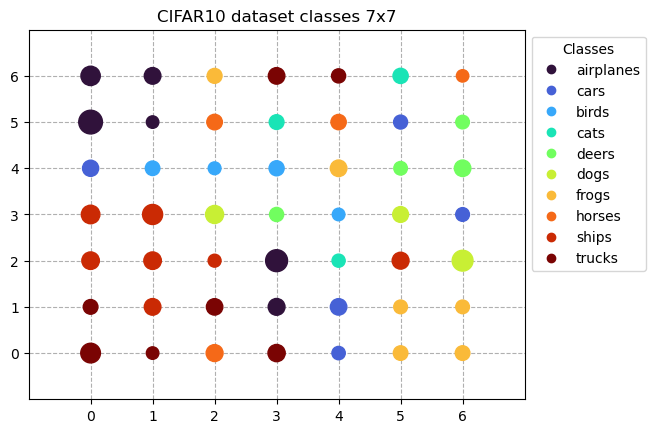 CIFAR10 dataset classes 7x7
6
5
4
3
2
1
0
0 1 2 3 4 5 6
Classes
airplanes
cars
birds
cats
deers
dogs
frogs
horses
ships
trucks